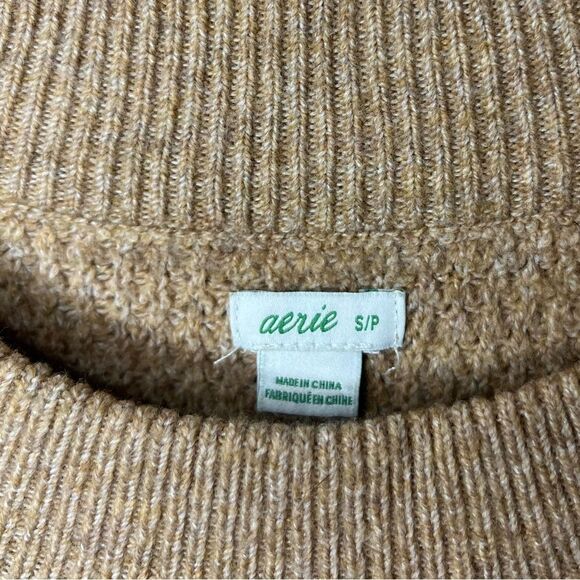 aerie S/P
MADE IN CHINA
FABRIQUÉ EN CHINE